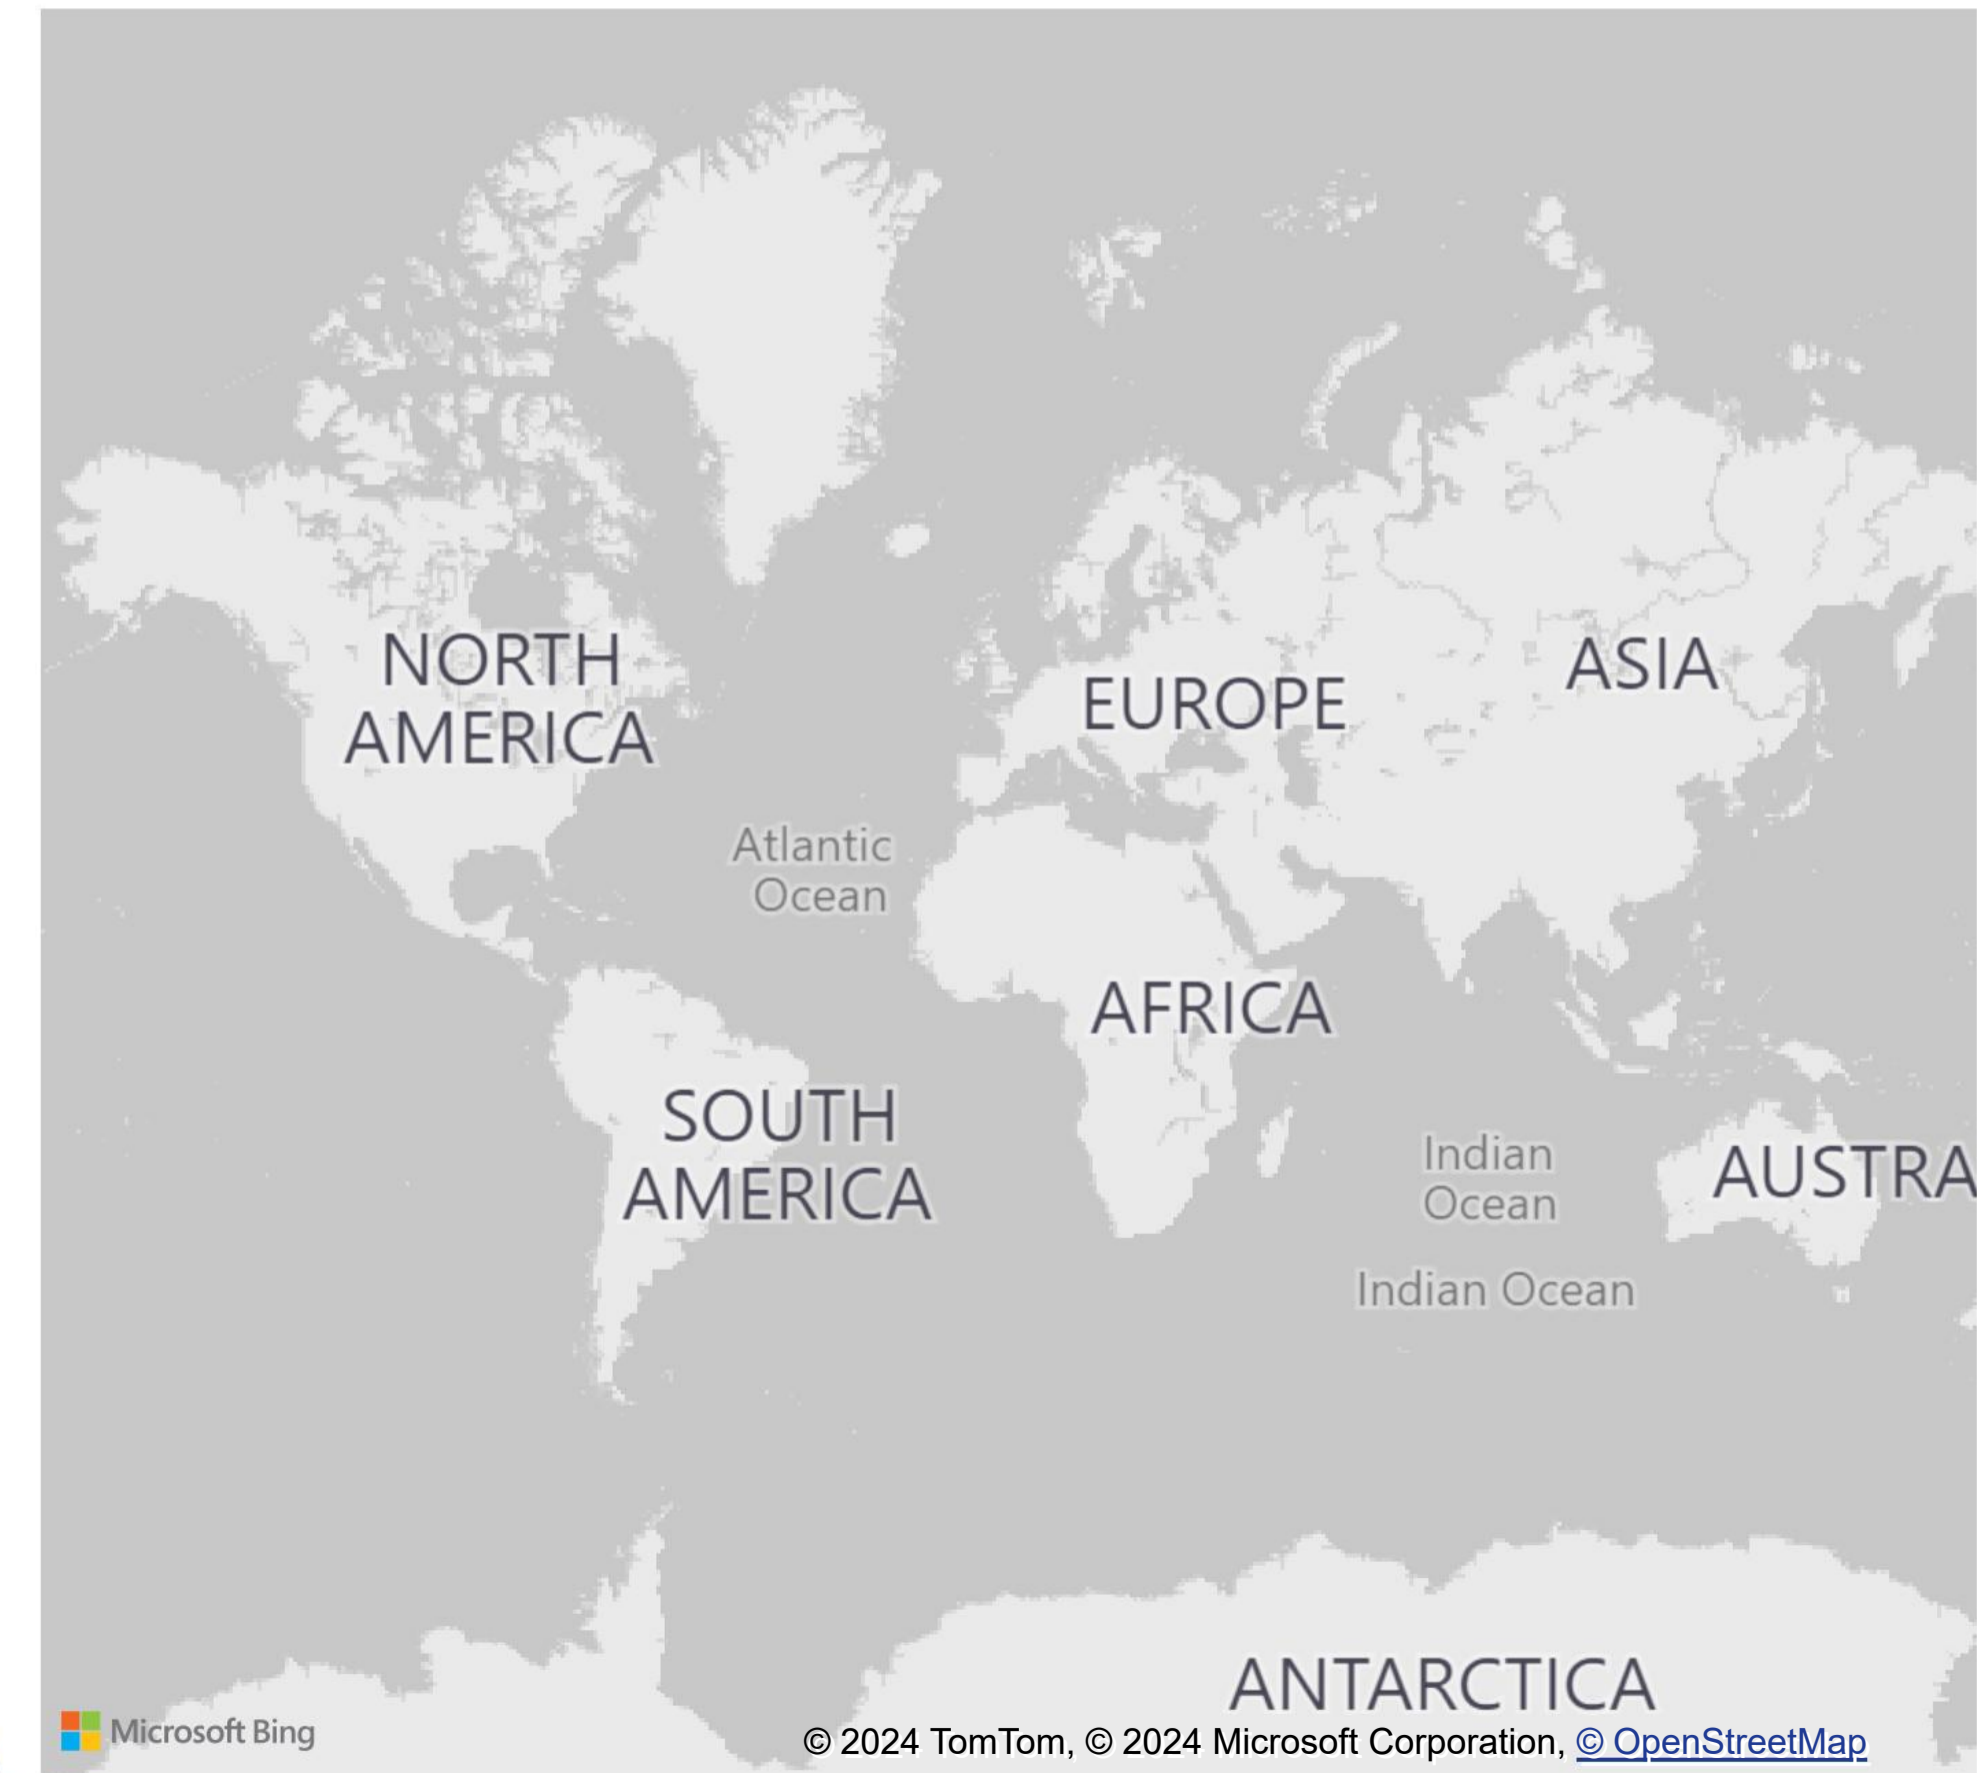 NORTH
AMERICA
EUROPE
ASIA
Atlantic
Ocean
AFRICA
SOUTH
AMERICA
Indian
Ocean
AUSTRA
Indian Ocean
ANTARCTICA
Microsoft Bing
© 2024 TomTom, © 2024 Microsoft Corporation, © OpenStreetMap